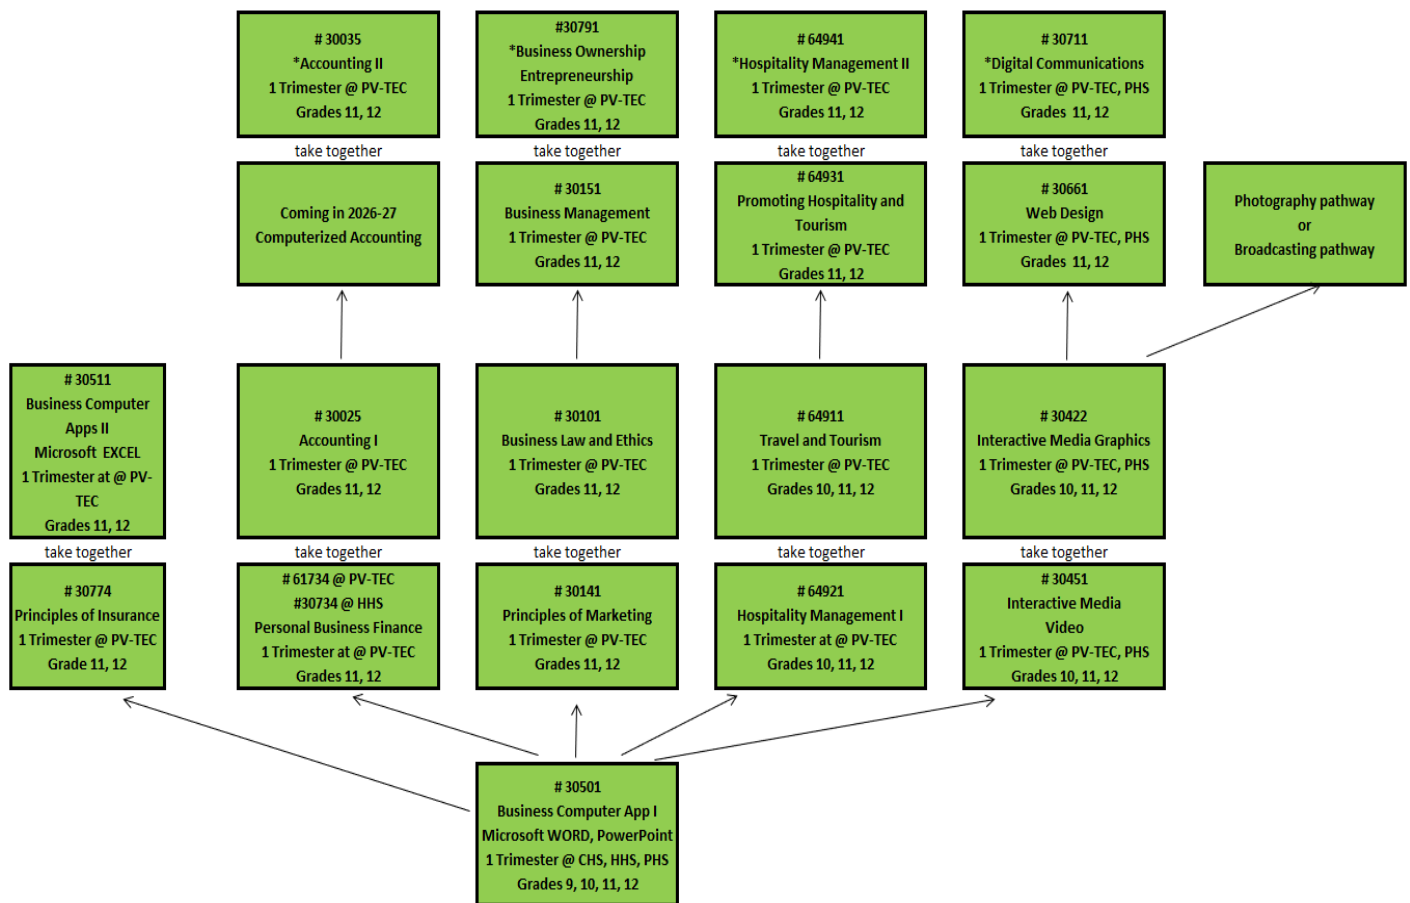 # 30035
*Accounting II
1 Trimester @ PV-TEC
Grades 11, 12
#30791
*Business Ownership
Entrepreneurship
1 Trimester @ PV-TEC
Grades 11, 12
# 64941
*Hospitality Management II
1 Trimester @ PV-TEC
Grades 11, 12
# 30711
*Digital Communications
1 Trimester @ PV-TEC, PHS
Grades 11, 12
take together
take together
take together
take together
Coming in 2026-27
Computerized Accounting
# 30151
Business Management
1 Trimester @ PV-TEC
Grades 11, 12
# 64931
Promoting Hospitality and
Tourism
1 Trimester @ PV-TEC
Grades 11, 12
# 30661
Web Design
1 Trimester @ PV-TEC, PHS
Grades 11, 12
Photography pathway
or
Broadcasting pathway
# 30511
Business Computer
Apps II
Microsoft EXCEL
1 Trimester at @ PV-
TEC
Grades 11, 12
# 30025
Accounting I
1 Trimester @ PV-TEC
Grades 11, 12
# 30101
Business Law and Ethics
1 Trimester @ PV-TEC
Grades 11, 12
# 64911
Travel and Tourism
1 Trimester @ PV-TEC
Grades 10, 11, 12
# 30422
Interactive Media Graphics
1 Trimester @ PV-TEC, PHS
Grades 10, 11, 12
take together
take together
take together
take together
take together
# 30774
Principles of Insurance
1 Trimester @ PV-TEC
Grade 11, 12
# 61734 @ PV-TEC
#30734 @ HHS
Personal Business Finance
1 Trimester at @ PV-TEC
Grades 11, 12
# 30141
Principles of Marketing
1 Trimester @ PV-TEC
Grades 11, 12
# 64921
Hospitality Management I
1 Trimester at @ PV-TEC
Grades 10, 11, 12
# 30451
Interactive Media
Video
1 Trimester @ PV-TEC, PHS
Grades 10, 11, 12
# 30501
Business Computer App I
Microsoft WORD, PowerPoint
1 Trimester @ CHS, HHS, PHS
Grades 9, 10, 11, 12